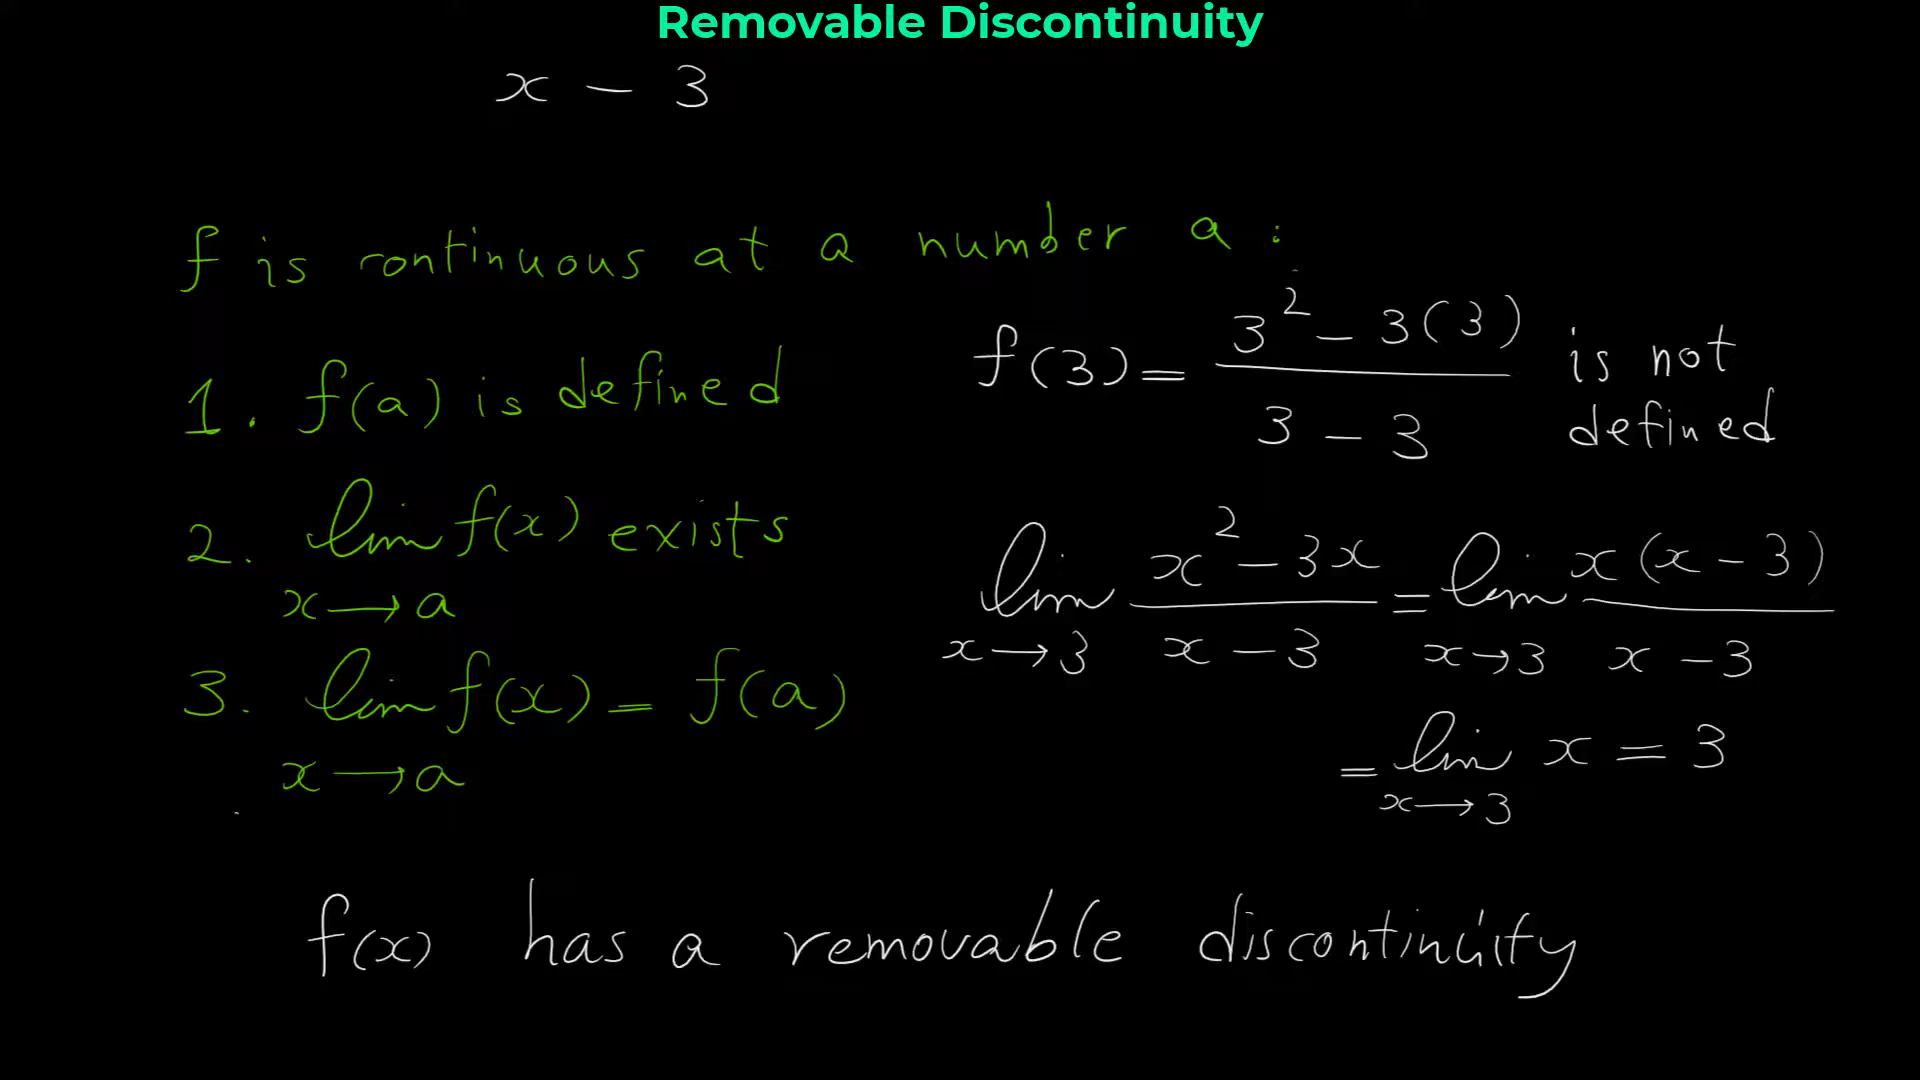 Removable Discontinuity
x - 3
f is continuous at a number a :
1. f(a) is defined
2. lim f(x) exists
x → a
3. lim f(x) = f(a)
x → a
3² - 3(3)
f(3) = ――― is not defined
3 - 3
x² - 3x x(x - 3)
lim ――― = lim ―――
x → 3 x - 3 x → 3 x - 3
= lim x = 3
x → 3
f(x) has a removable discontinuity